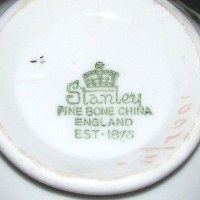 Stanley
FINE BONE CHINA
ENGLAND
EST-1875